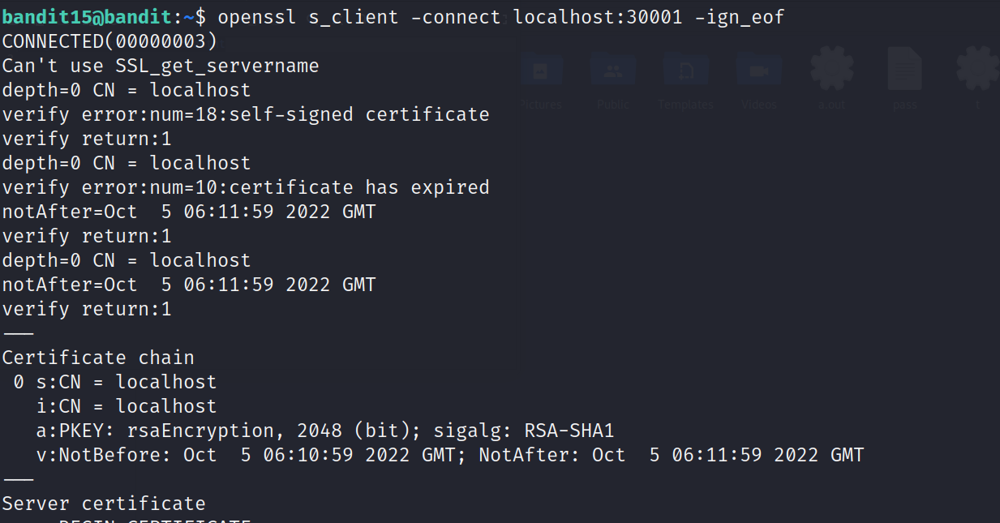 bandit15@bandit:~$ openssl s_client -connect localhost:30001 -ign_eof
CONNECTED(00000003)
Can't use SSL_get_servername
depth=0 CN = localhost
verify error:num=18:self-signed certificate
verify return:1
depth=0 CN = localhost
verify error:num=10:certificate has expired
notAfter=Oct  5 06:11:59 2022 GMT
verify return:1
depth=0 CN = localhost
notAfter=Oct  5 06:11:59 2022 GMT
verify return:1
---
Certificate chain
 0 s:CN = localhost
   i:CN = localhost
   a:PKEY: rsaEncryption, 2048 (bit); sigalg: RSA-SHA1
   v:NotBefore: Oct  5 06:10:59 2022 GMT; NotAfter: Oct  5 06:11:59 2022 GMT
---
Server certificate
-----BEGIN CERTIFICATE-----
Pictures Public Templates Videos a.out pass